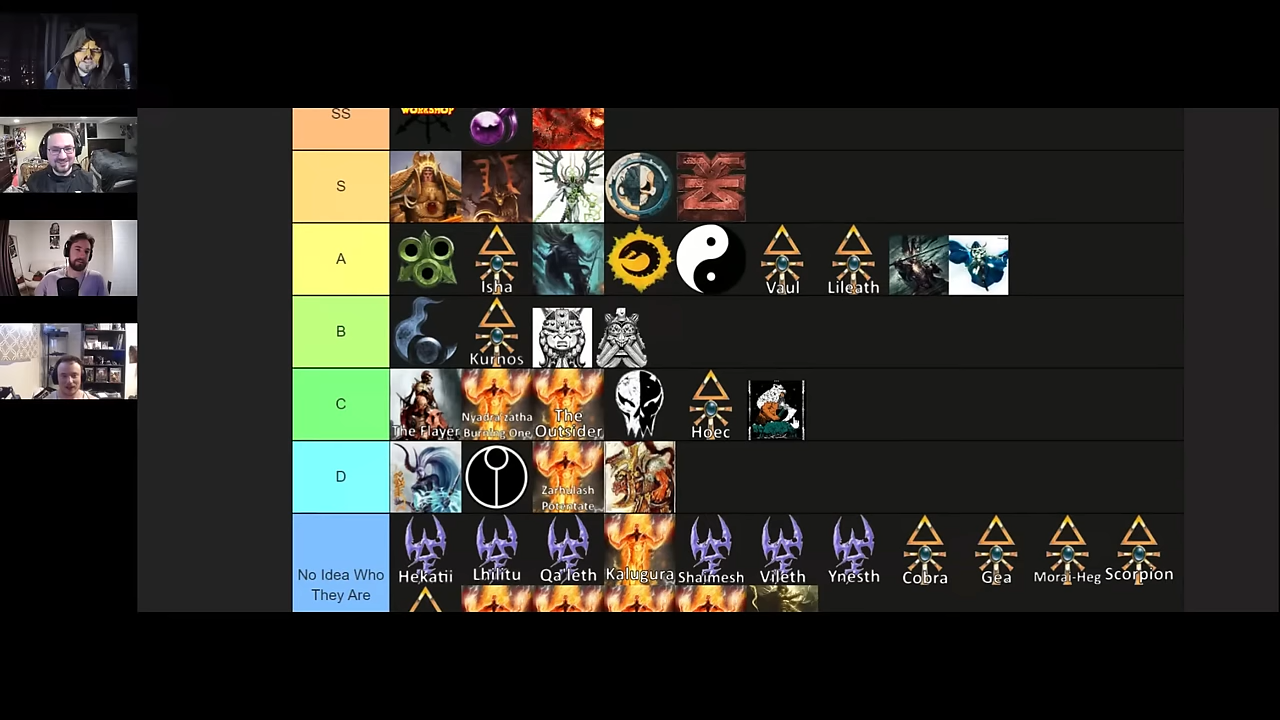 WORKSHOP
SS
S
A
Isha
Vaul
Lileath
B
Kurnos
C
The Flayer
Nyadra'zatha
Burning One
The
Outsider
Hoec
D
Zarhulash
Potentate
No Idea Who
They Are
Hekatii
Lhilitu
Qa'leth
Kalugura
Shaimesh
Vileth
Ynesth
Cobra
Gea
Morai-Heg
Scorpion